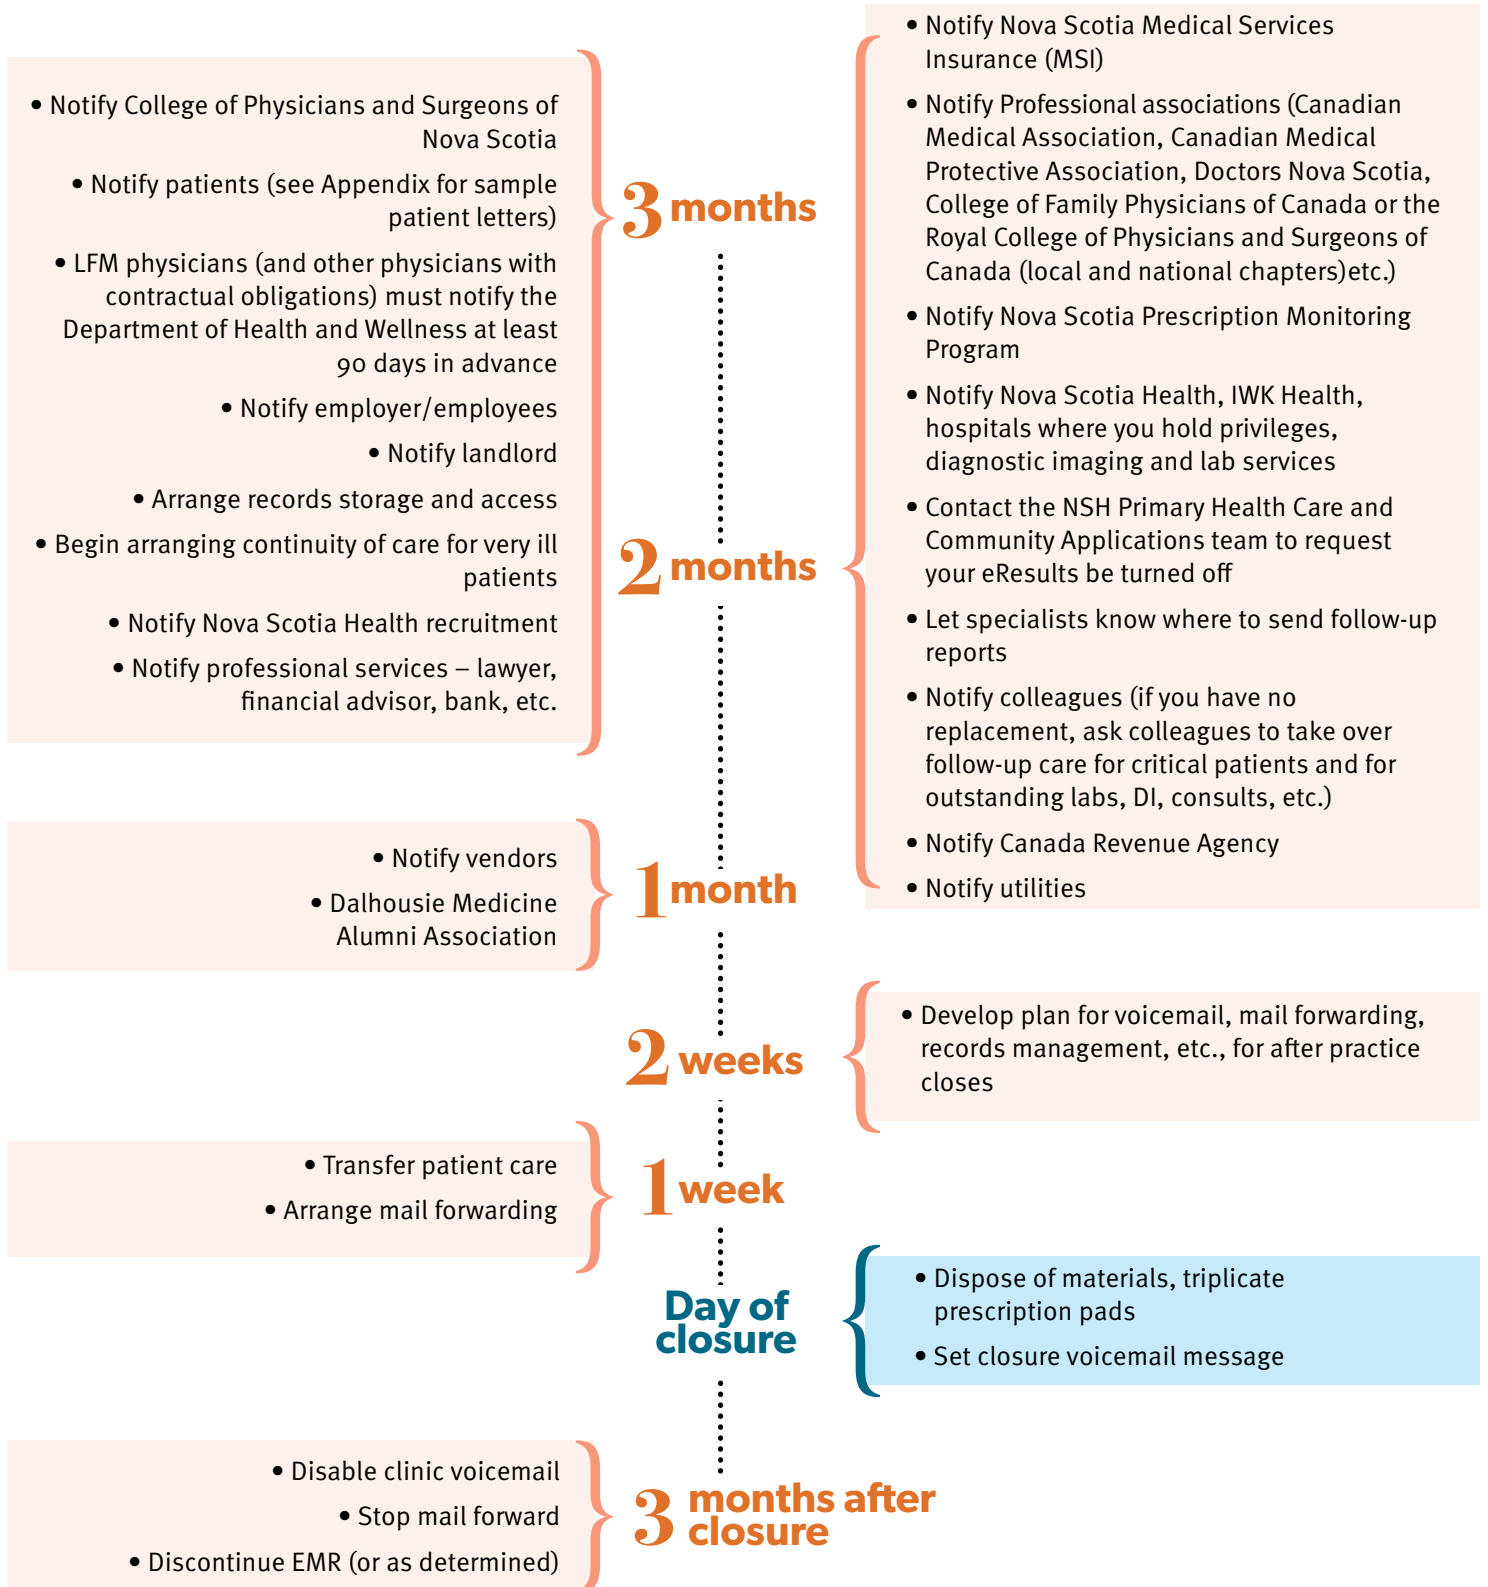 • Notify College of Physicians and Surgeons of
Nova Scotia
• Notify patients (see Appendix for sample
patient letters)
• LFM physicians (and other physicians with
contractual obligations) must notify the
Department of Health and Wellness at least
90 days in advance
• Notify employer/employees
• Notify landlord
• Arrange records storage and access
• Begin arranging continuity of care for very ill
patients
• Notify Nova Scotia Health recruitment
• Notify professional services – lawyer,
financial advisor, bank, etc.
3 months
2 months
• Notify Nova Scotia Medical Services
Insurance (MSI)
• Notify Professional associations (Canadian
Medical Association, Canadian Medical
Protective Association, Doctors Nova Scotia,
College of Family Physicians of Canada or the
Royal College of Physicians and Surgeons of
Canada (local and national chapters)etc.)
• Notify Nova Scotia Prescription Monitoring
Program
• Notify Nova Scotia Health, IWK Health,
hospitals where you hold privileges,
diagnostic imaging and lab services
• Contact the NSH Primary Health Care and
Community Applications team to request
your eResults be turned off
• Let specialists know where to send follow-up
reports
• Notify colleagues (if you have no
replacement, ask colleagues to take over
follow-up care for critical patients and for
outstanding labs, DI, consults, etc.)
• Notify Canada Revenue Agency
• Notify utilities
• Notify vendors
• Dalhousie Medicine
Alumni Association
1 month
2 weeks
• Develop plan for voicemail, mail forwarding,
records management, etc., for after practice
closes
• Transfer patient care
• Arrange mail forwarding
1 week
Day of
closure
• Dispose of materials, triplicate
prescription pads
• Set closure voicemail message
• Disable clinic voicemail
• Stop mail forward
• Discontinue EMR (or as determined)
3 months after
closure